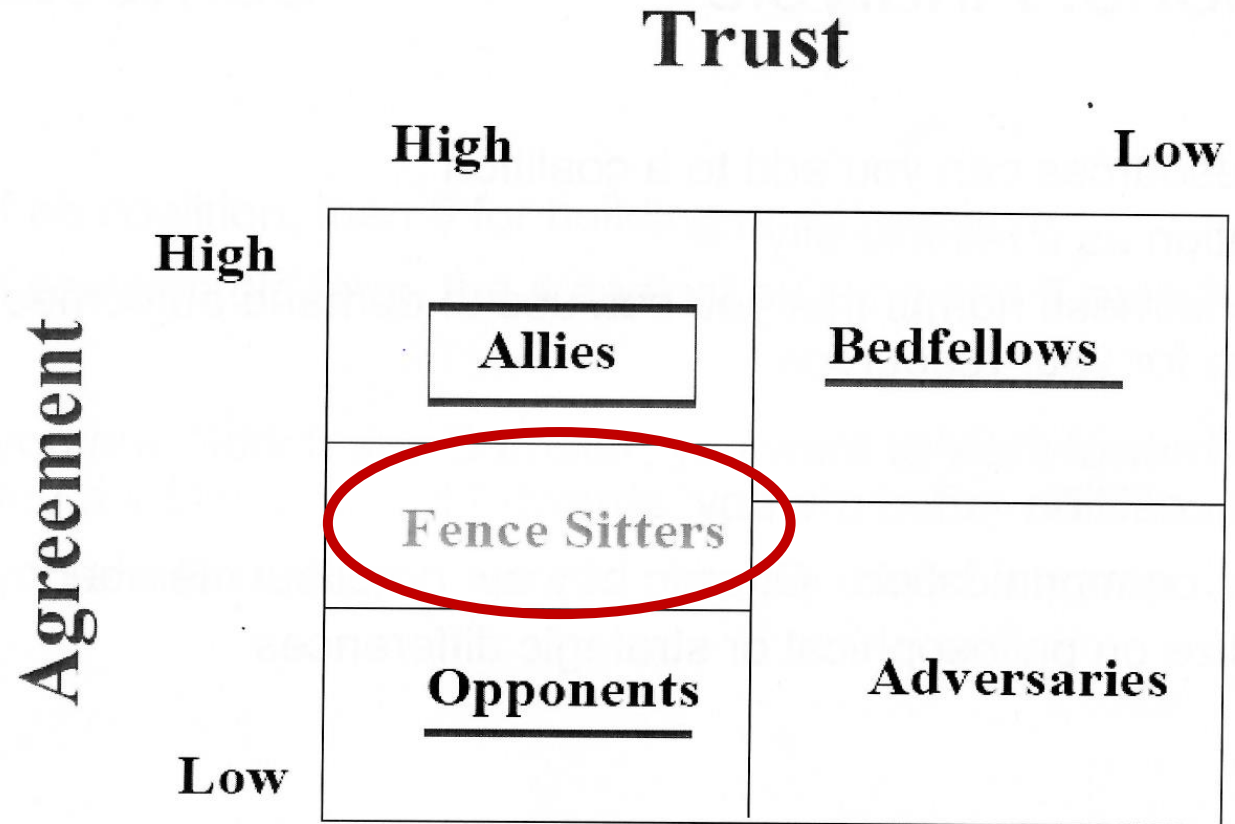 Trust
High Low
High
Agreement
Allies Bedfellows
Fence Sitters
Opponents Adversaries
Low